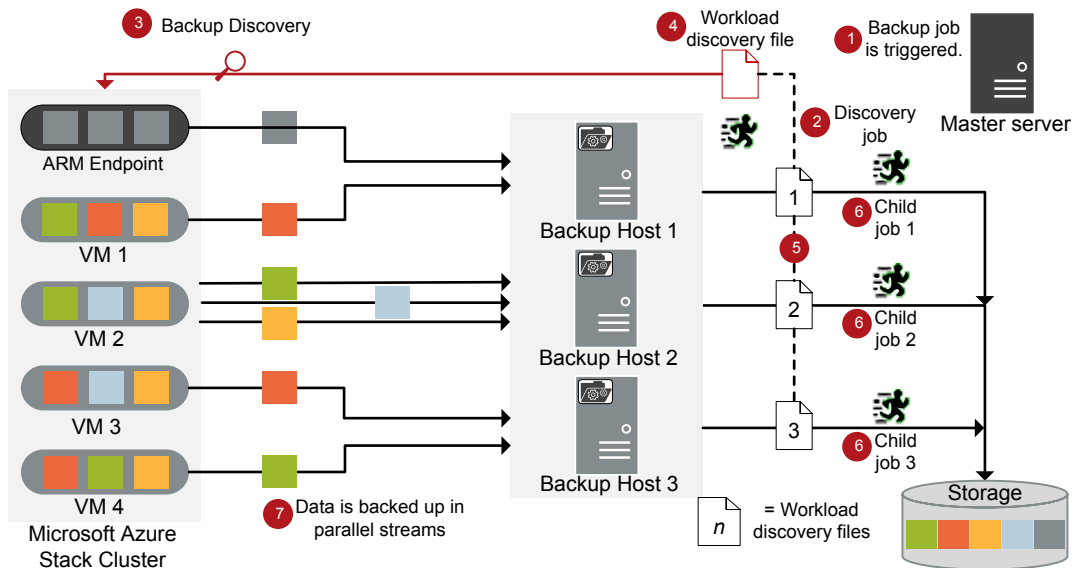 3 Backup Discovery
4 Workload
discovery file
1 Backup job
is triggered.
Master server
2 Discovery
job
ARM Endpoint
VM 1
VM 2
VM 3
VM 4
Microsoft Azure
Stack Cluster
Backup Host 1
Backup Host 2
Backup Host 3
1
2
3
5
6 Child
job 1
6 Child
job 2
6 Child
job 3
7 Data is backed up in
parallel streams
n
= Workload
discovery files
Storage